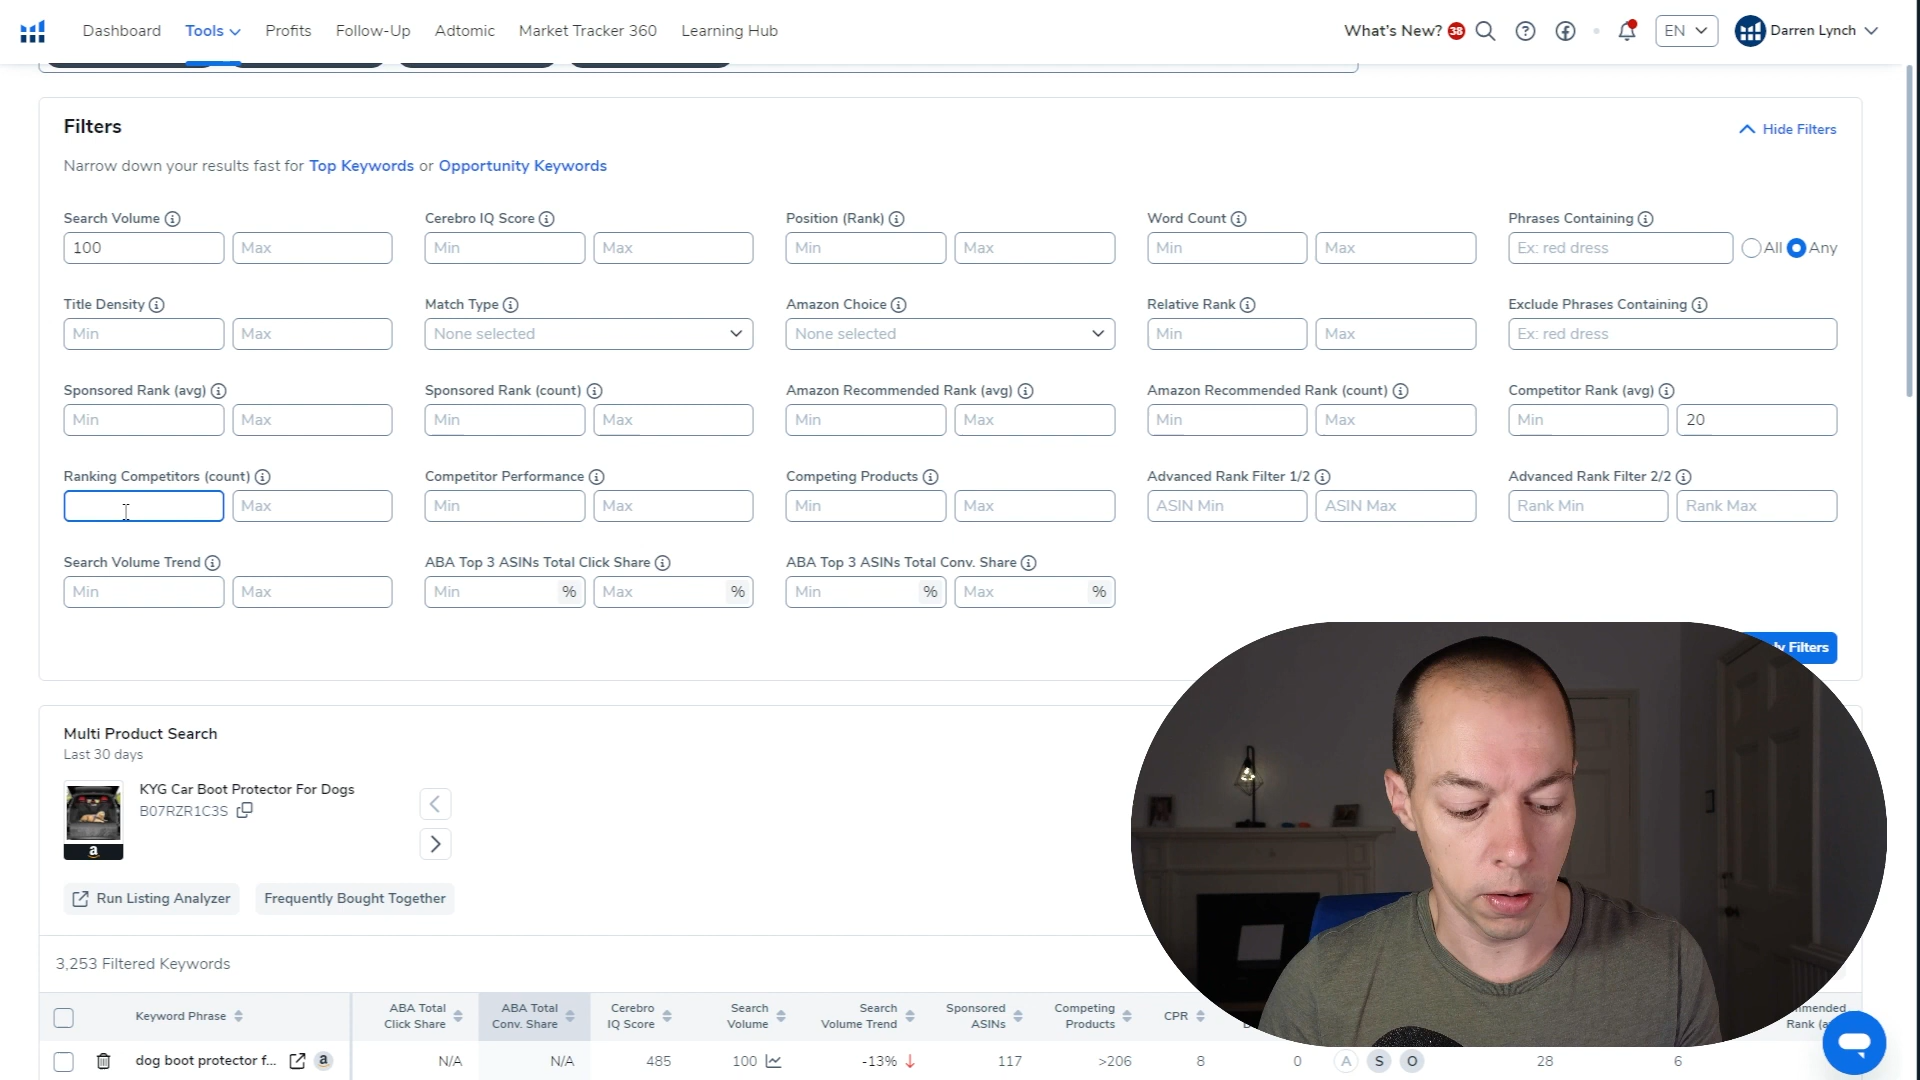 Dashboard Tools Profits Follow-Up Adtomic Market Tracker 360 Learning Hub What's New? 38 EN Darren Lynch
Filters
Hide Filters
Narrow down your results fast for Top Keywords or Opportunity Keywords
Search Volume Cerebro IQ Score Position (Rank) Word Count Phrases Containing
100 Max Min Max Min Max Min Max Ex: red dress All Any
Title Density Match Type Amazon Choice Relative Rank Exclude Phrases Containing
Min Max None selected None selected Min Max Ex: red dress
Sponsored Rank (avg) Sponsored Rank (count) Amazon Recommended Rank (avg) Amazon Recommended Rank (count) Competitor Rank (avg)
Min Max Min Max Min Max Min Max Min 20
Ranking Competitors (count) Competitor Performance Competing Products Advanced Rank Filter 1/2 Advanced Rank Filter 2/2
Max Min Max Min Max ASIN Min ASIN Max Rank Min Rank Max
Search Volume Trend ABA Top 3 ASINs Total Click Share ABA Top 3 ASINs Total Conv. Share
Min Max Min % Max % Min % Max %
Filters
Multi Product Search
Last 30 days
KYG Car Boot Protector For Dogs
B07RZR1C3S
a
Run Listing Analyzer Frequently Bought Together
3,253 Filtered Keywords
Keyword Phrase ABA Total Click Share ABA Total Conv. Share Cerebro IQ Score Search Volume Search Volume Trend Sponsored ASINs Competing Products CPR
dog boot protector f... a N/A N/A 485 100 -13% 117 >206 8 0 A S O 28 6